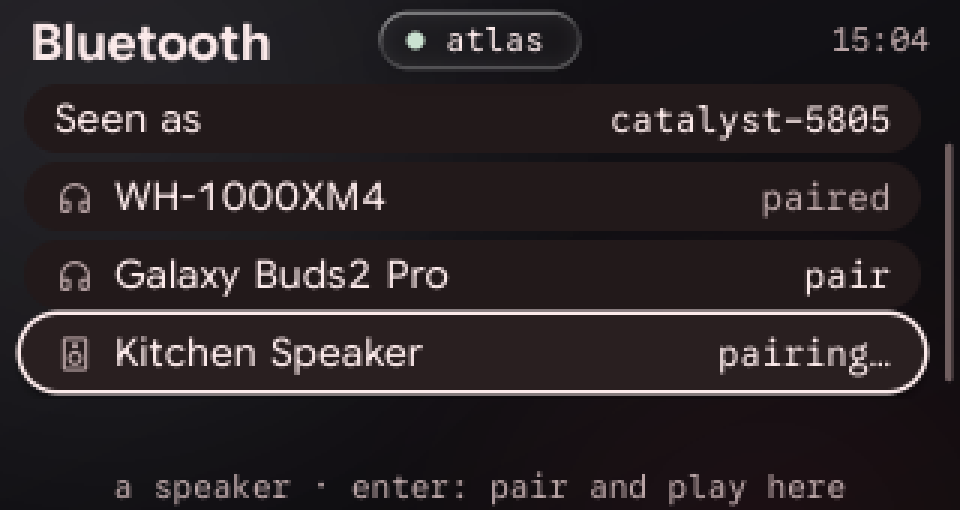 Bluetooth atlas 15:04
Seen as catalyst-5805
WH-1000XM4 paired
Galaxy Buds2 Pro pair
Kitchen Speaker pairing…
a speaker · enter: pair and play here